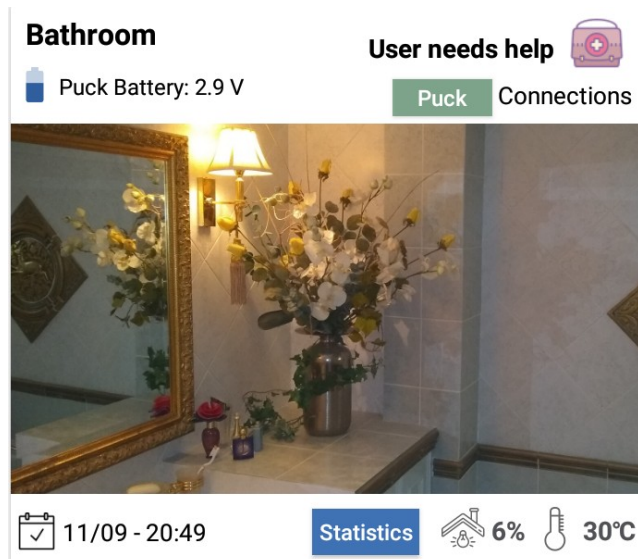 Bathroom
User needs help
Puck Battery: 2.9 V
Puck
Connections
11/09 - 20:49
Statistics
6%
30°C